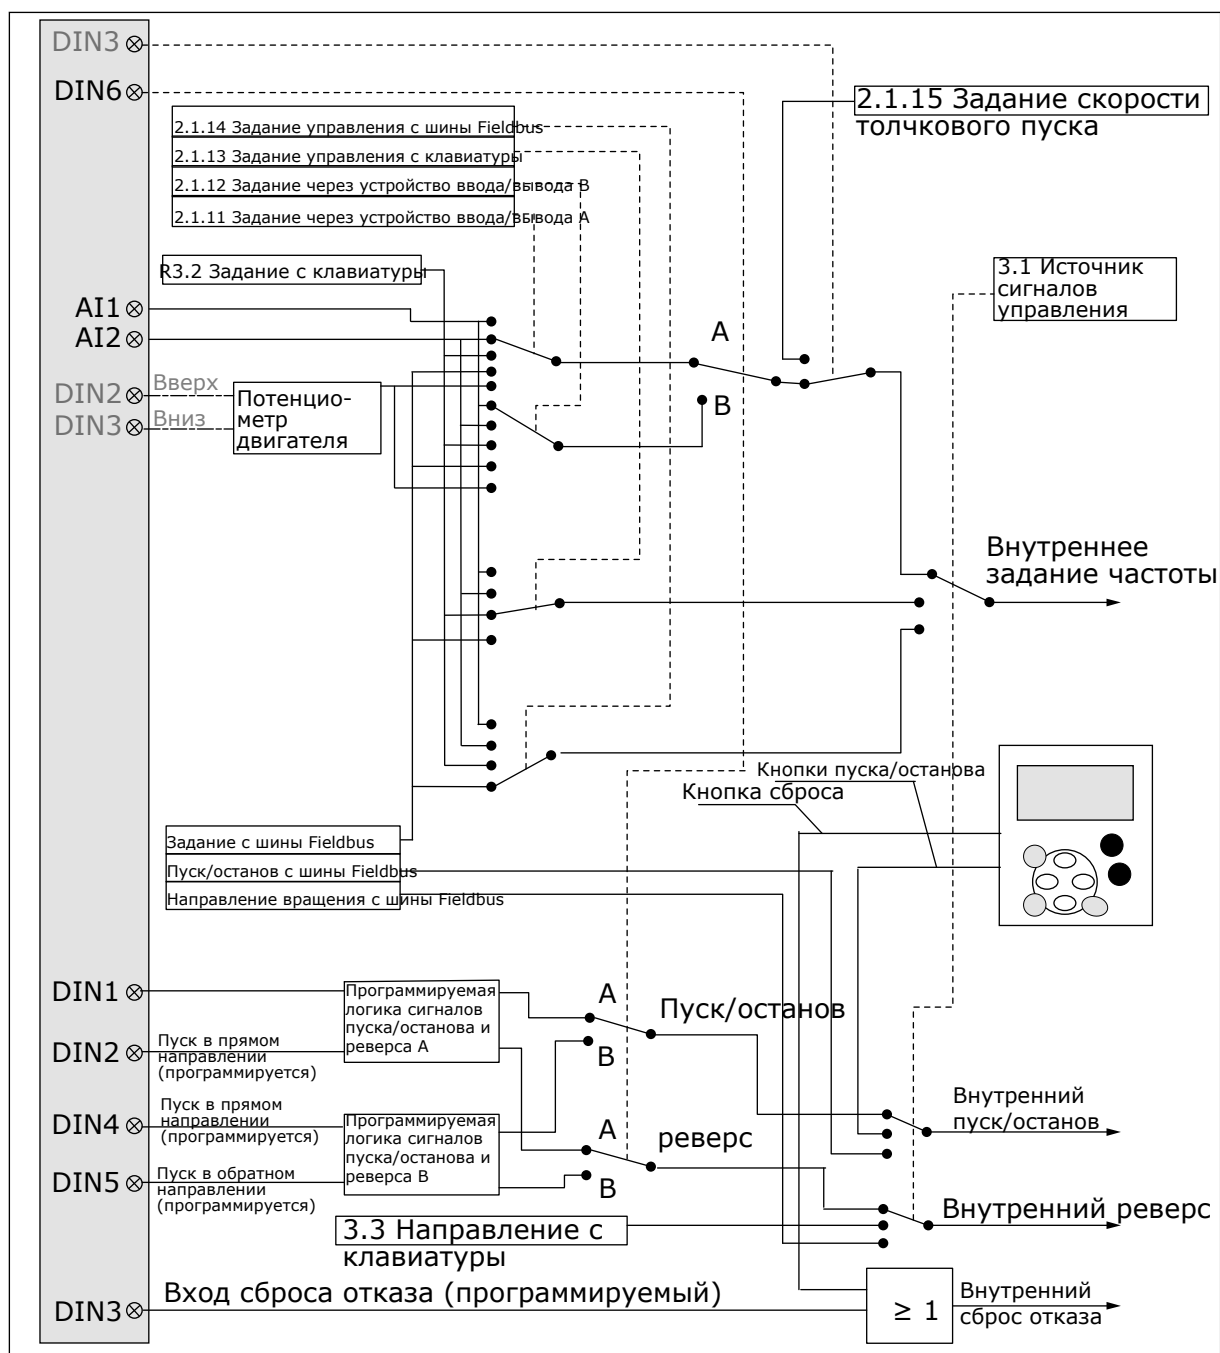 DIN3
DIN6
2.1.14 Задание управления с шины Fieldbus
2.1.13 Задание управления с клавиатуры
2.1.12 Задание через устройство ввода/вывода B
2.1.11 Задание через устройство ввода/вывода A
2.1.15 Задание скорости
толчкового пуска
R3.2 Задание с клавиатуры
3.1 Источник
сигналов
управления
AI1
AI2
A
B
DIN2
Вверх
DIN3
Вниз
Потенцио-
метр
двигателя
Внутреннее
задание частоты
Кнопки пуска/останова
Кнопка сброса
Задание с шины Fieldbus
Пуск/останов с шины Fieldbus
Направление вращения с шины Fieldbus
DIN1
DIN2
Пуск в прямом
направлении
(программируется)
Программируемая
логика сигналов
пуска/останова и
реверса A
A
B
Пуск/останов
DIN4
Пуск в прямом
направлении
(программируется)
DIN5
Пуск в обратном
направлении
(программируется)
Программируемая
логика сигналов
пуска/останова и
реверса B
A
B
реверс
Внутренний
пуск/останов
3.3 Направление с
клавиатуры
Внутренний реверс
DIN3
Вход сброса отказа (программируемый)
≥ 1
Внутренний
сброс отказа